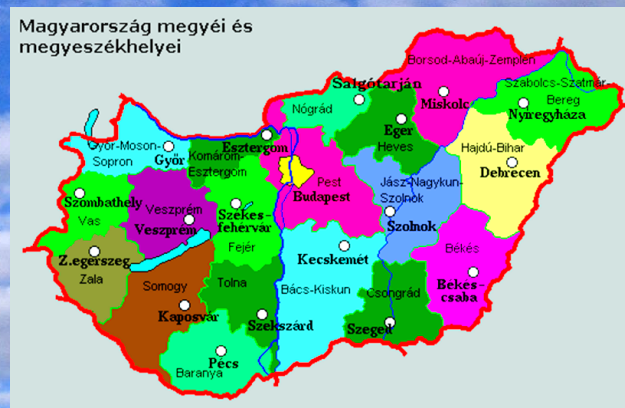 Magyarország megyéi és
megyeszékhelyei
Borsod-Abaúj-Zemplén
Salgótarján
Szabolcs-Szatmár-
Bereg
Miskolc
Nógrád
Nyíregyháza
Eger
Heves
Győr-Moson-
Sopron
Győr
Esztergom
Komárom-
Esztergom
Hajdú-Bihar
Debrecen
Pest
Budapest
Jász-Nagykun-
Szolnok
Szolnok
Szombathely
Vas
Veszprém
Veszprém
Székes-
fehérvár
Fejér
Z.egerszeg
Zala
Kecskemét
Békés
Békés-
csaba
Somogy
Tolna
Bács-Kiskun
Csongrád
Kaposvár
Szekszárd
Szeged
Pécs
Baranya